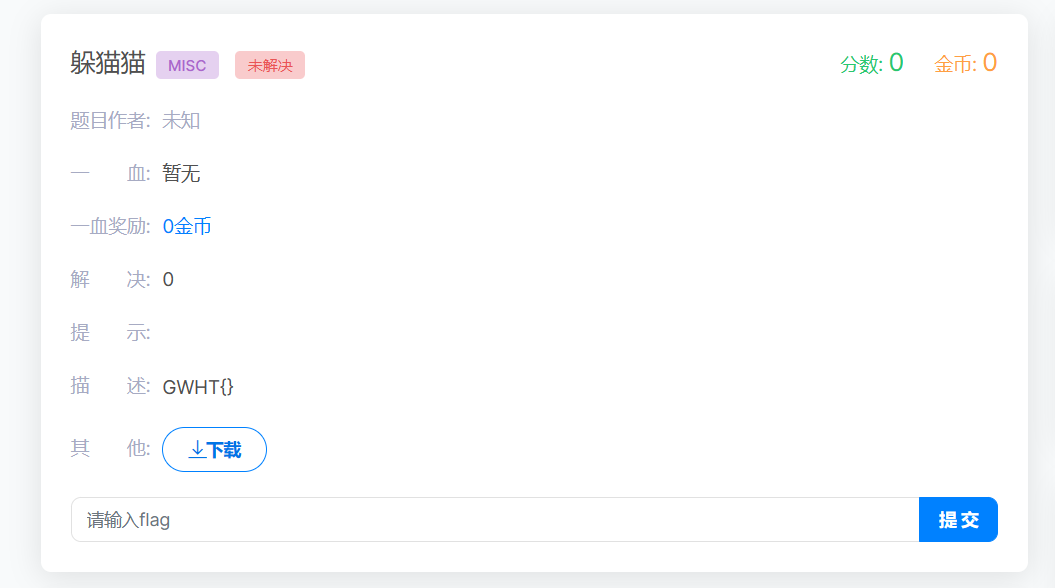 躲猫猫 MISC 未解决 分数: 0 金币: 0
题目作者: 未知
一 血: 暂无
一血奖励: 0金币
解 决: 0
提 示:
描 述: GWHT{}
其 他: 下载
请输入flag 提交